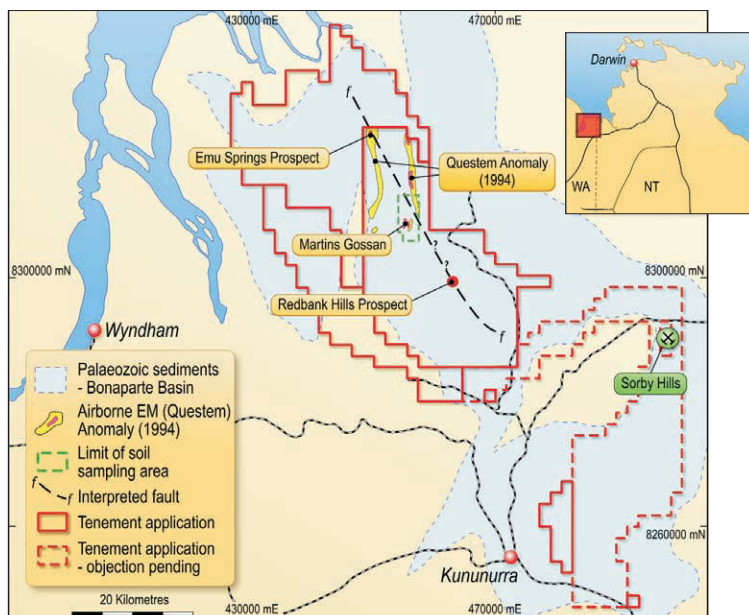 430000 mE
470000 mE
Darwin
WA
NT
f
Emu Springs Prospect
Questem Anomaly
(1994)
Martins Gossan
?
?
8300000 mN
8300000 mN
Redbank Hills Prospect
Wyndham
f
Sorby Hills
Palaeozoic sediments
- Bonaparte Basin
Airborne EM (Questem)
Anomaly (1994)
Limit of soil
sampling area
f f Interpreted fault
Tenement application
Tenement application
- objection pending
8260000 mN
Kununurra
20 Kilometres
430000 mE
470000 mE